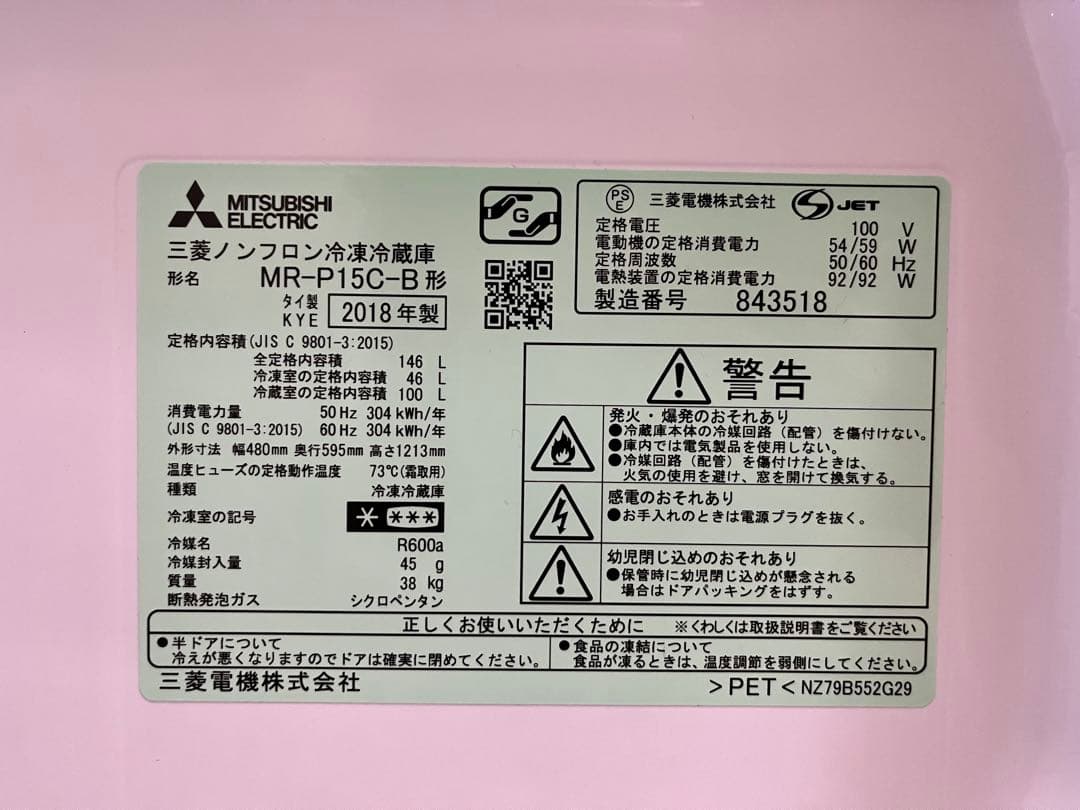 MITSUBISHI
ELECTRIC
三菱ノンフロン冷凍冷蔵庫
形名 MR-P15C-B 形
タイ製
KYE 2018 年製
定格内容積 (JIS C 9801-3:2015)
全定格内容積 146 L
冷凍室の定格内容積 46 L
冷蔵室の定格内容積 100 L
消費電力量 50 Hz 304 kWh/年
(JIS C 9801-3:2015) 60 Hz 304 kWh/年
外形寸法 幅480mm 奥行595mm 高さ1213mm
温度ヒューズの定格動作温度 73℃(霜取用)
種類 冷凍冷蔵庫
冷凍室の記号 * ***
冷媒名 R600a
冷媒封入量 45 g
質量 38 kg
断熱発泡ガス シクロペンタン
G
PS
E
三菱電機株式会社 JET
定格電圧 100 V
電動機の定格消費電力 54/59 W
定格周波数 50/60 Hz
電熱装置の定格消費電力 92/92 W
製造番号 843518
警告
発火・爆発のおそれあり
●冷蔵庫本体の冷媒回路（配管）を傷付けない。
●庫内では電気製品を使用しない。
●冷媒回路（配管）を傷付けたときは、
火気の使用を避け、窓を開けて換気する。
感電のおそれあり
●お手入れのときは電源プラグを抜く。
幼児閉じ込めのおそれあり
●保管時に幼児閉じ込めが懸念される
場合はドアパッキングをはずす。
正しくお使いいただくために ※くわしくは取扱説明書をご覧ください
●半ドアについて
冷えが悪くなりますのでドアは確実に閉めてください。
●食品の凍結について
食品が凍るときは、温度調節を弱側にしてください。
三菱電機株式会社
>PET< NZ79B552G29